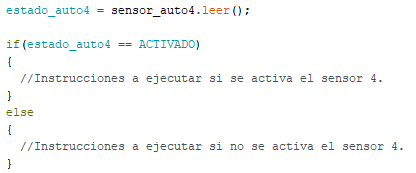 estado_auto4 = sensor_auto4.leer();
if(estado_auto4 == ACTIVADO)
{
//Instrucciones a ejecutar si se activa el sensor 4.
}
else
{
//Instrucciones a ejecutar si no se activa el sensor 4.
}